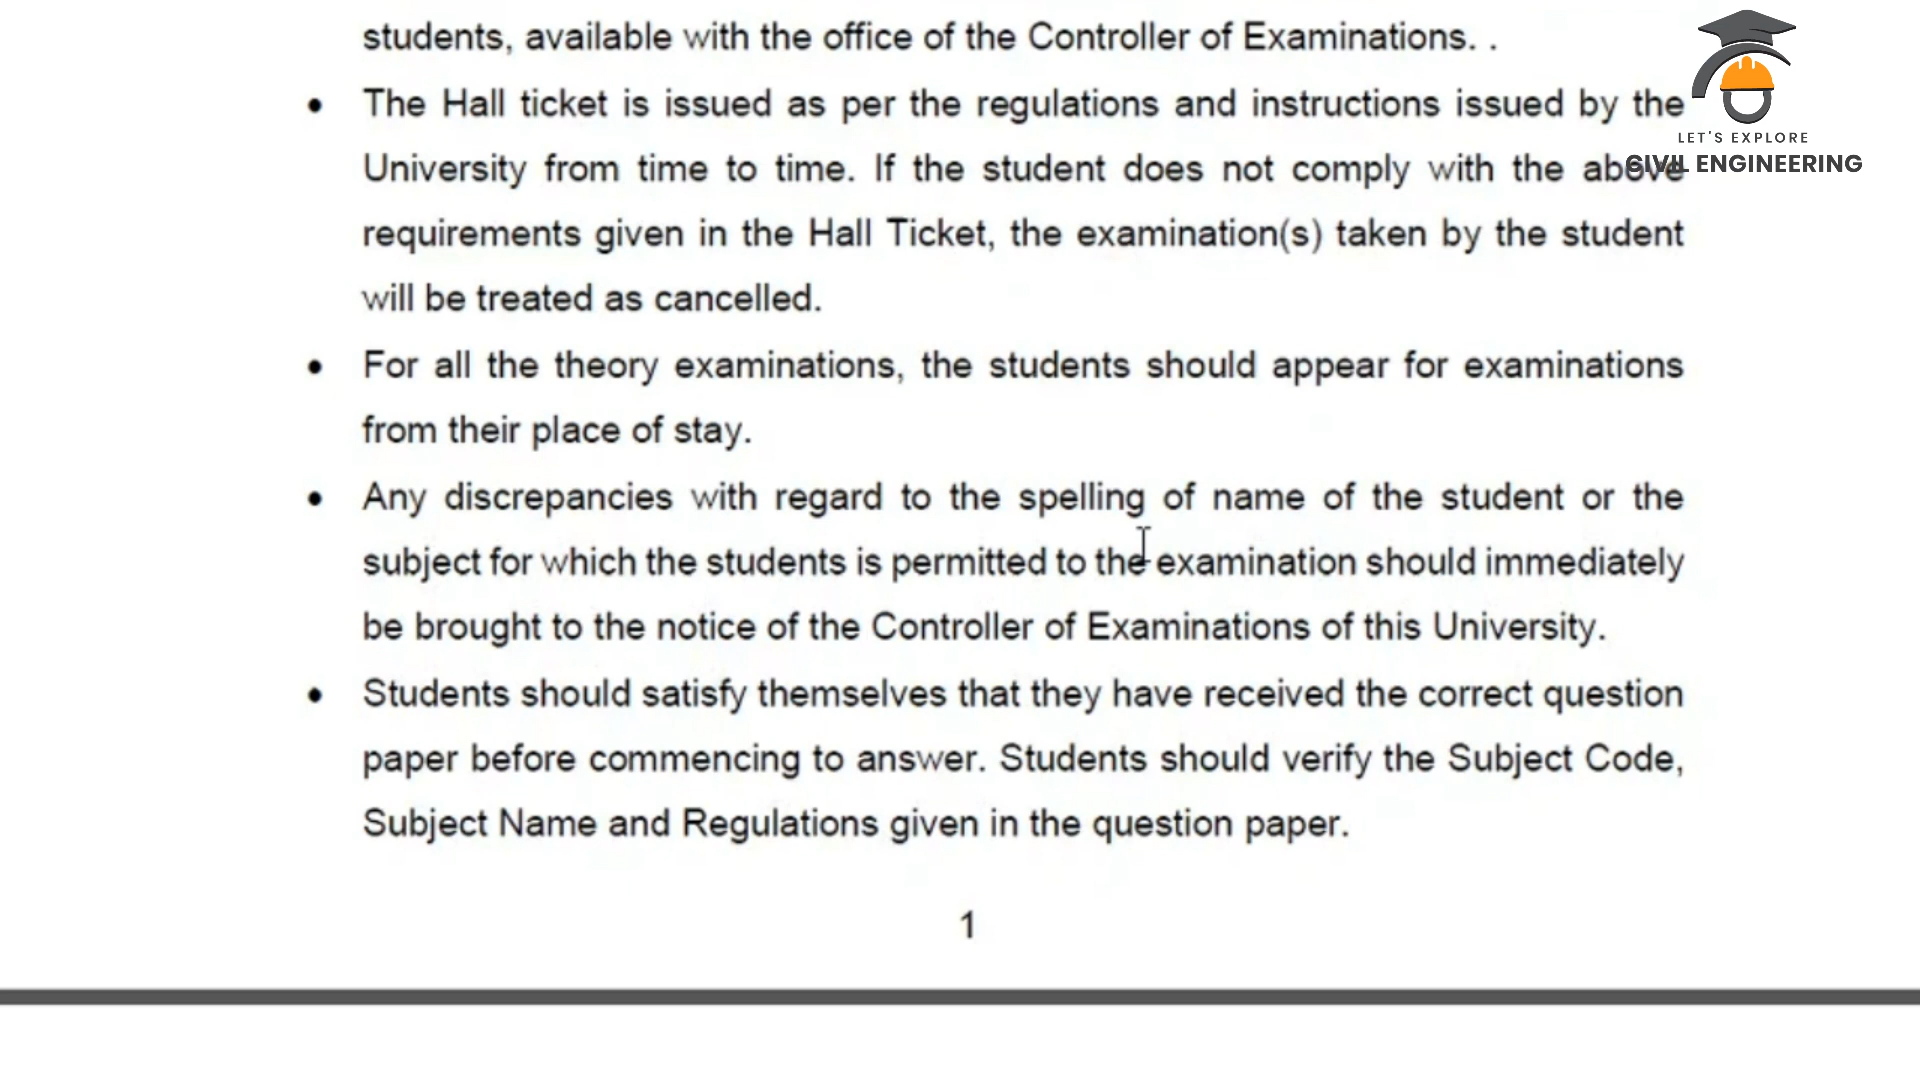 students, available with the office of the Controller of Examinations. .
• The Hall ticket is issued as per the regulations and instructions issued by the
University from time to time. If the student does not comply with the above
requirements given in the Hall Ticket, the examination(s) taken by the student
will be treated as cancelled.
• For all the theory examinations, the students should appear for examinations
from their place of stay.
• Any discrepancies with regard to the spelling of name of the student or the
subject for which the students is permitted to the examination should immediately
be brought to the notice of the Controller of Examinations of this University.
• Students should satisfy themselves that they have received the correct question
paper before commencing to answer. Students should verify the Subject Code,
Subject Name and Regulations given in the question paper.
1
LET'S EXPLORE
CIVIL ENGINEERING